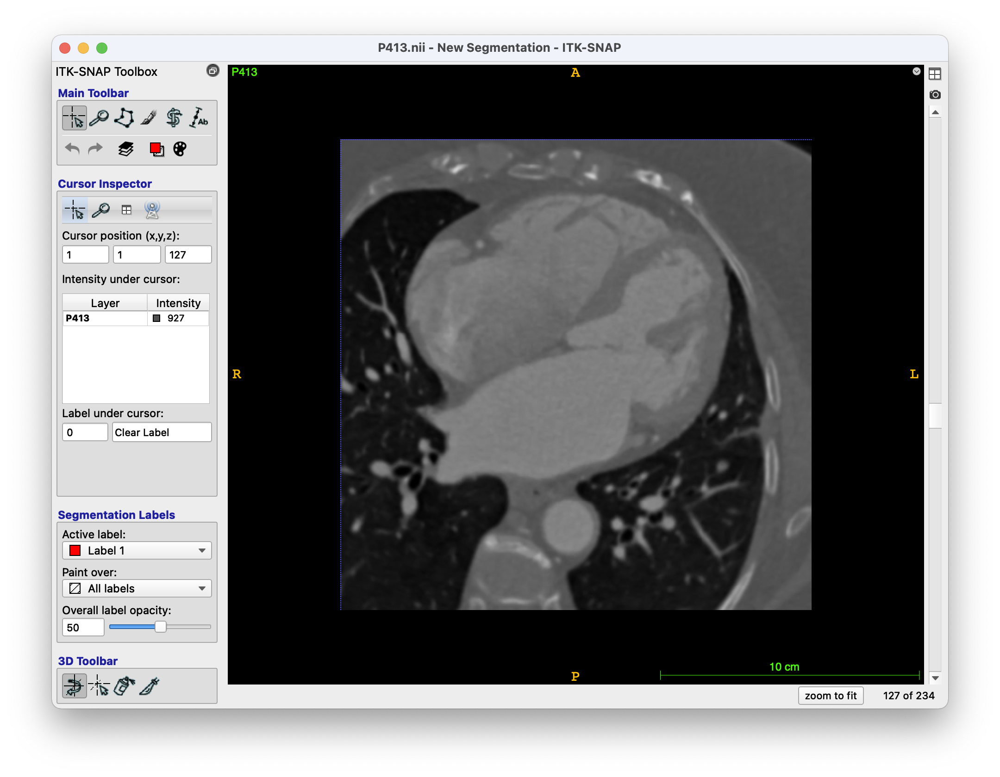 P413.nii - New Segmentation - ITK-SNAP
ITK-SNAP Toolbox
Main Toolbar
Ab
Cursor Inspector
Cursor position (x,y,z):
1 1 127
Intensity under cursor:
Layer Intensity
P413 927
Label under cursor:
0 Clear Label
Segmentation Labels
Active label:
Label 1
Paint over:
All labels
Overall label opacity:
50
3D Toolbar
P413
A
R
L
P
10 cm
zoom to fit 127 of 234